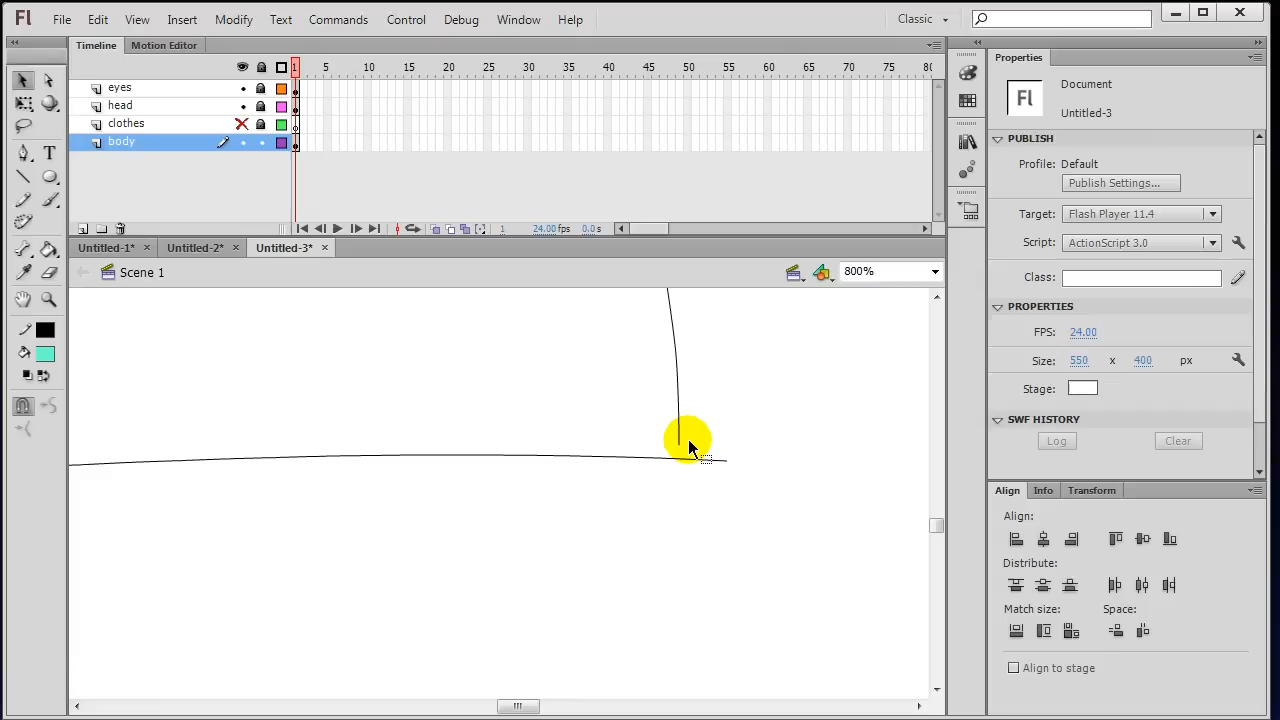 Fl File Edit View Insert Modify Text Commands Control Debug Window Help Classic
Timeline Motion Editor
1 5 10 15 20 25 30 35 40 45 50 55 60 65 70 75 80
eyes
head
clothes
body
1 24.00fps 0.0s
Untitled-1* Untitled-2* Untitled-3*
Scene 1 800%
Properties
Fl
Document
Untitled-3
PUBLISH
Profile: Default
Publish Settings...
Target: Flash Player 11.4
Script: ActionScript 3.0
Class:
PROPERTIES
FPS: 24.00
Size: 550 x 400 px
Stage:
SWF HISTORY
Log Clear
Align Info Transform
Align:
Distribute:
Match size: Space:
Align to stage